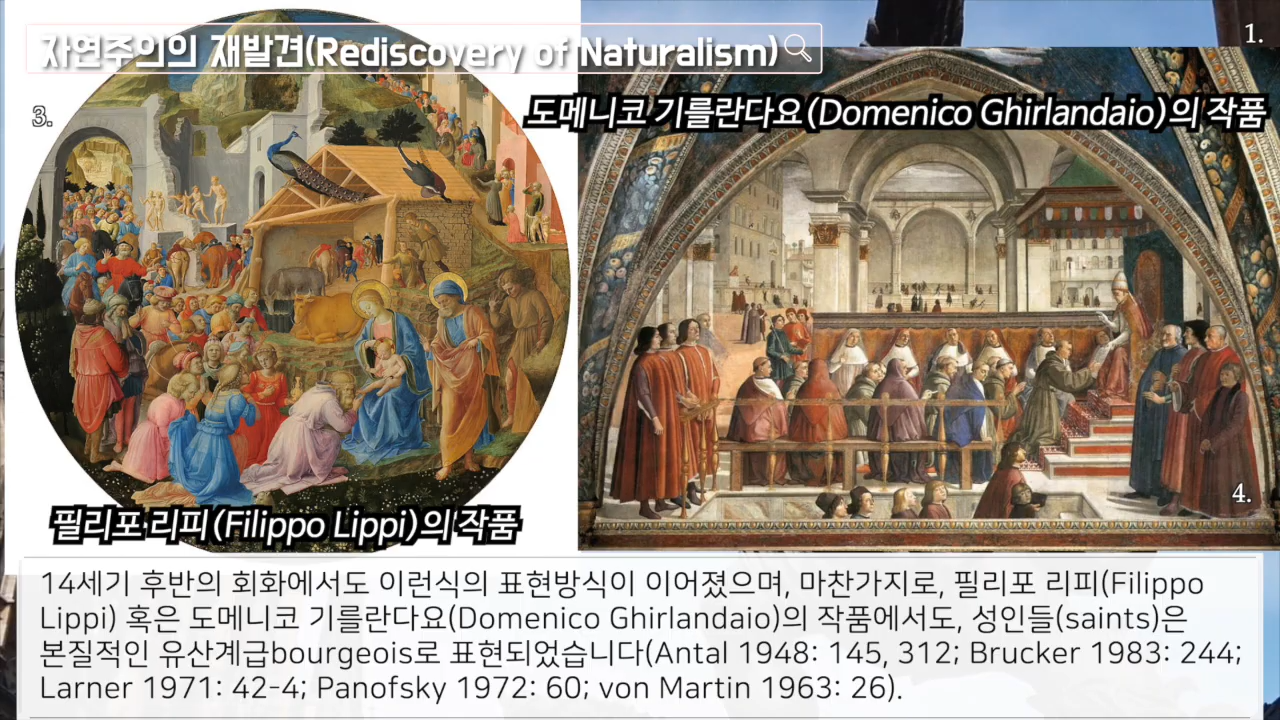 자연주의의 재발견(Rediscovery of Naturalism)
1.
3.
도메니코 기를란다요(Domenico Ghirlandaio)의 작품
4.
필리포 리피(Filippo Lippi)의 작품
14세기 후반의 회화에서도 이런식의 표현방식이 이어졌으며, 마찬가지로, 필리포 리피(Filippo
Lippi) 혹은 도메니코 기를란다요(Domenico Ghirlandaio)의 작품에서도, 성인들(saints)은
본질적인 유산계급bourgeois로 표현되었습니다(Antal 1948: 145, 312; Brucker 1983: 244;
Larner 1971: 42-4; Panofsky 1972: 60; von Martin 1963: 26).